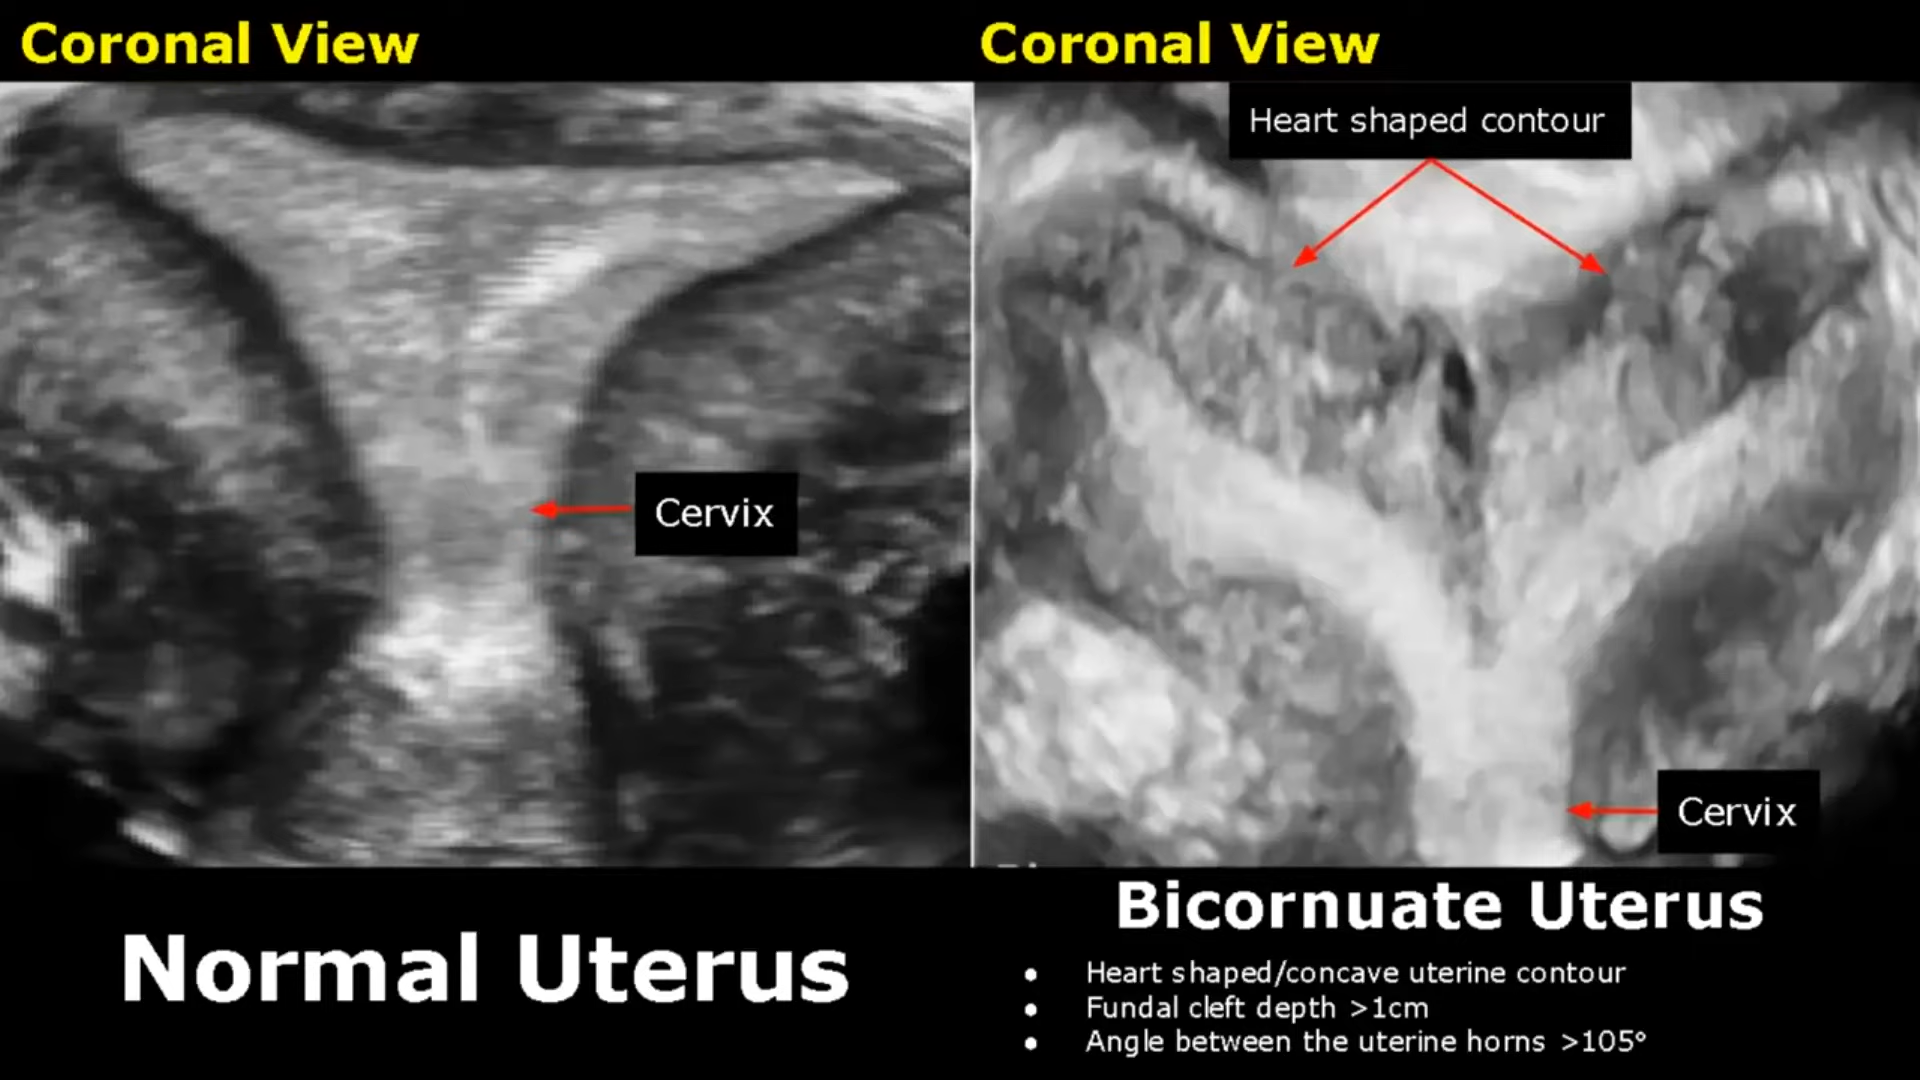 Coronal View
Coronal View
Heart shaped contour
Cervix
Cervix
Normal Uterus
Bicornuate Uterus
• Heart shaped/concave uterine contour
• Fundal cleft depth >1cm
• Angle between the uterine horns >105°